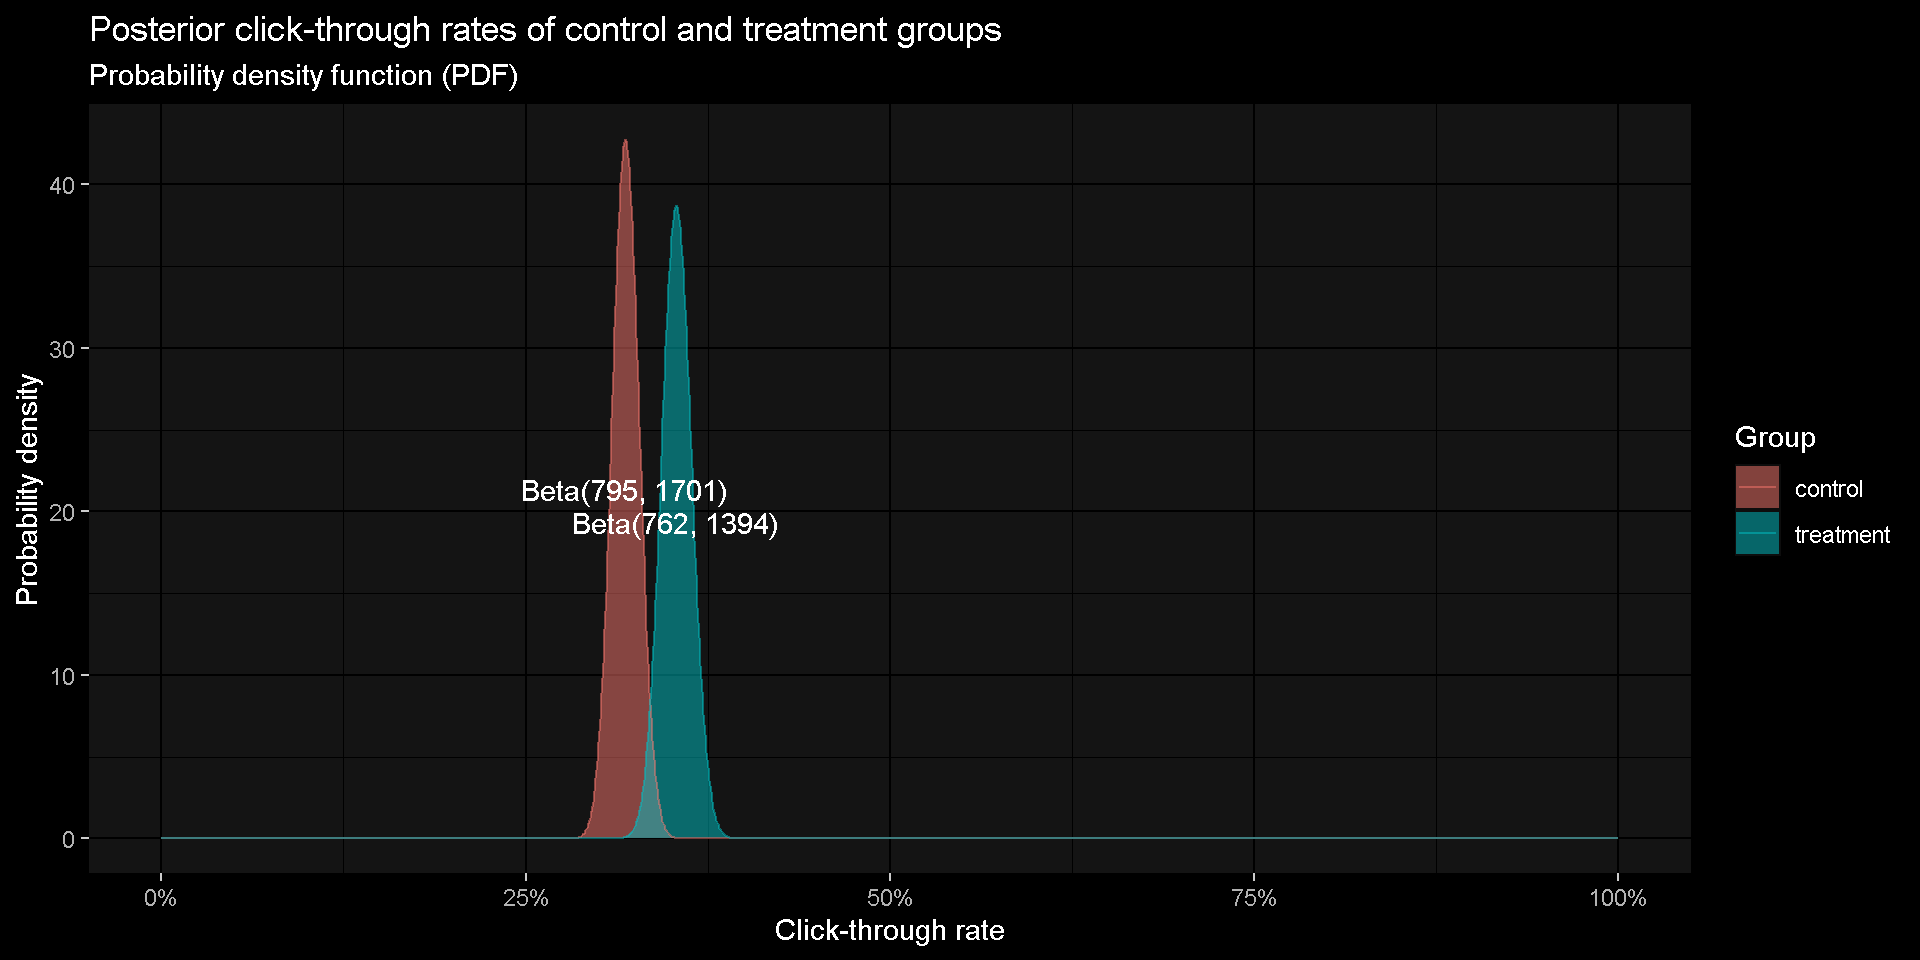 Posterior click-through rates of control and treatment groups
Probability density function (PDF)
Probability density
40
30
20
10
0
Beta(795, 1701)
Beta(762, 1394)
0%
25%
50%
75%
100%
Click-through rate
Group
control
treatment